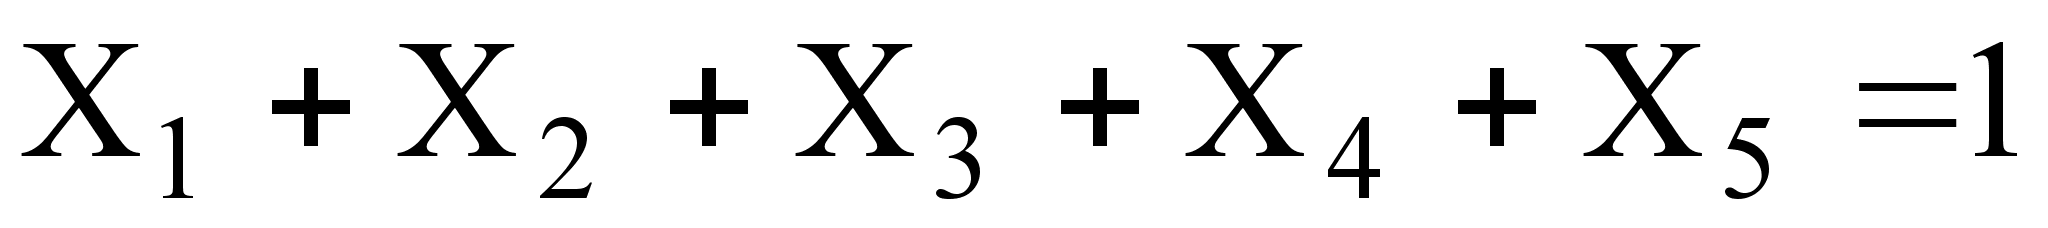 X₁ + X₂ + X₃ + X₄ + X₅ =1